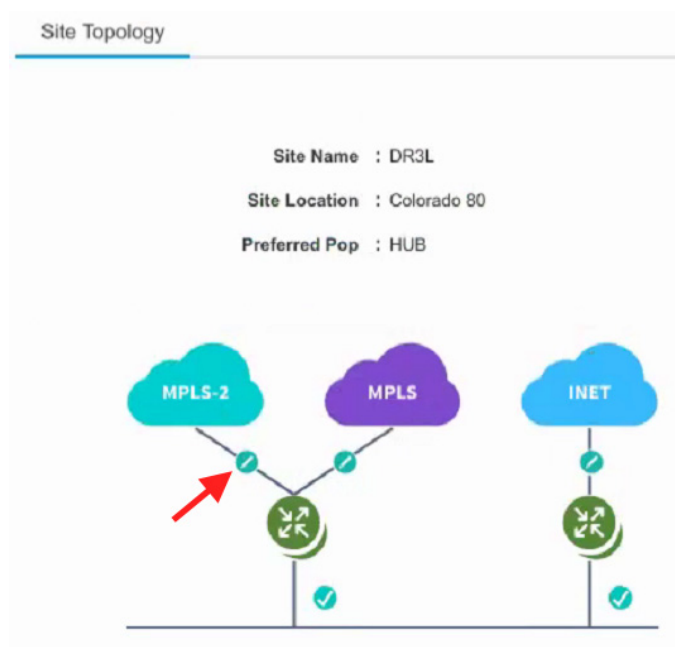 Site Topology
Site Name : DR3L
Site Location : Colorado 80
Preferred Pop : HUB
MPLS-2 MPLS INET